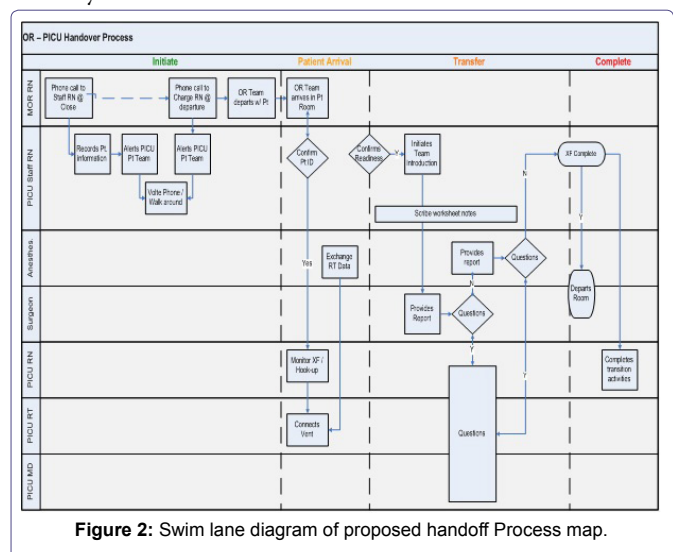 OR – PICU Handover Process
Initiate
Patient Arrival
Transfer
Complete
MOR RN
Phone call to
Staff RN @
Close
Phone call to
Charge RN @
departure
OR Team
departs w/ Pt
OR Team
arrives in Pt
Room
PICU Staff RN
Records Pt.
information
Alerts PICU
Pt Team
Alerts PICU
Pt Team
Volte Phone /
Walk around
Confirm
Pt ID
Confirms
Readiness
Y
Initiates
Team
Introduction
N
XF Complete
Scribe worksheet notes
Anesthes.
Yes
Exchange
RT Data
Provides
report
Questions
Y
Surgeon
Provides
Report
N
Questions
Departs
Room
PICU RN
Monitor XF /
Hook-up
Y
Y
Completes
transition
activities
PICU RT
Connects
Vent
Questions
PICU MD
Figure 2: Swim lane diagram of proposed handoff Process map.